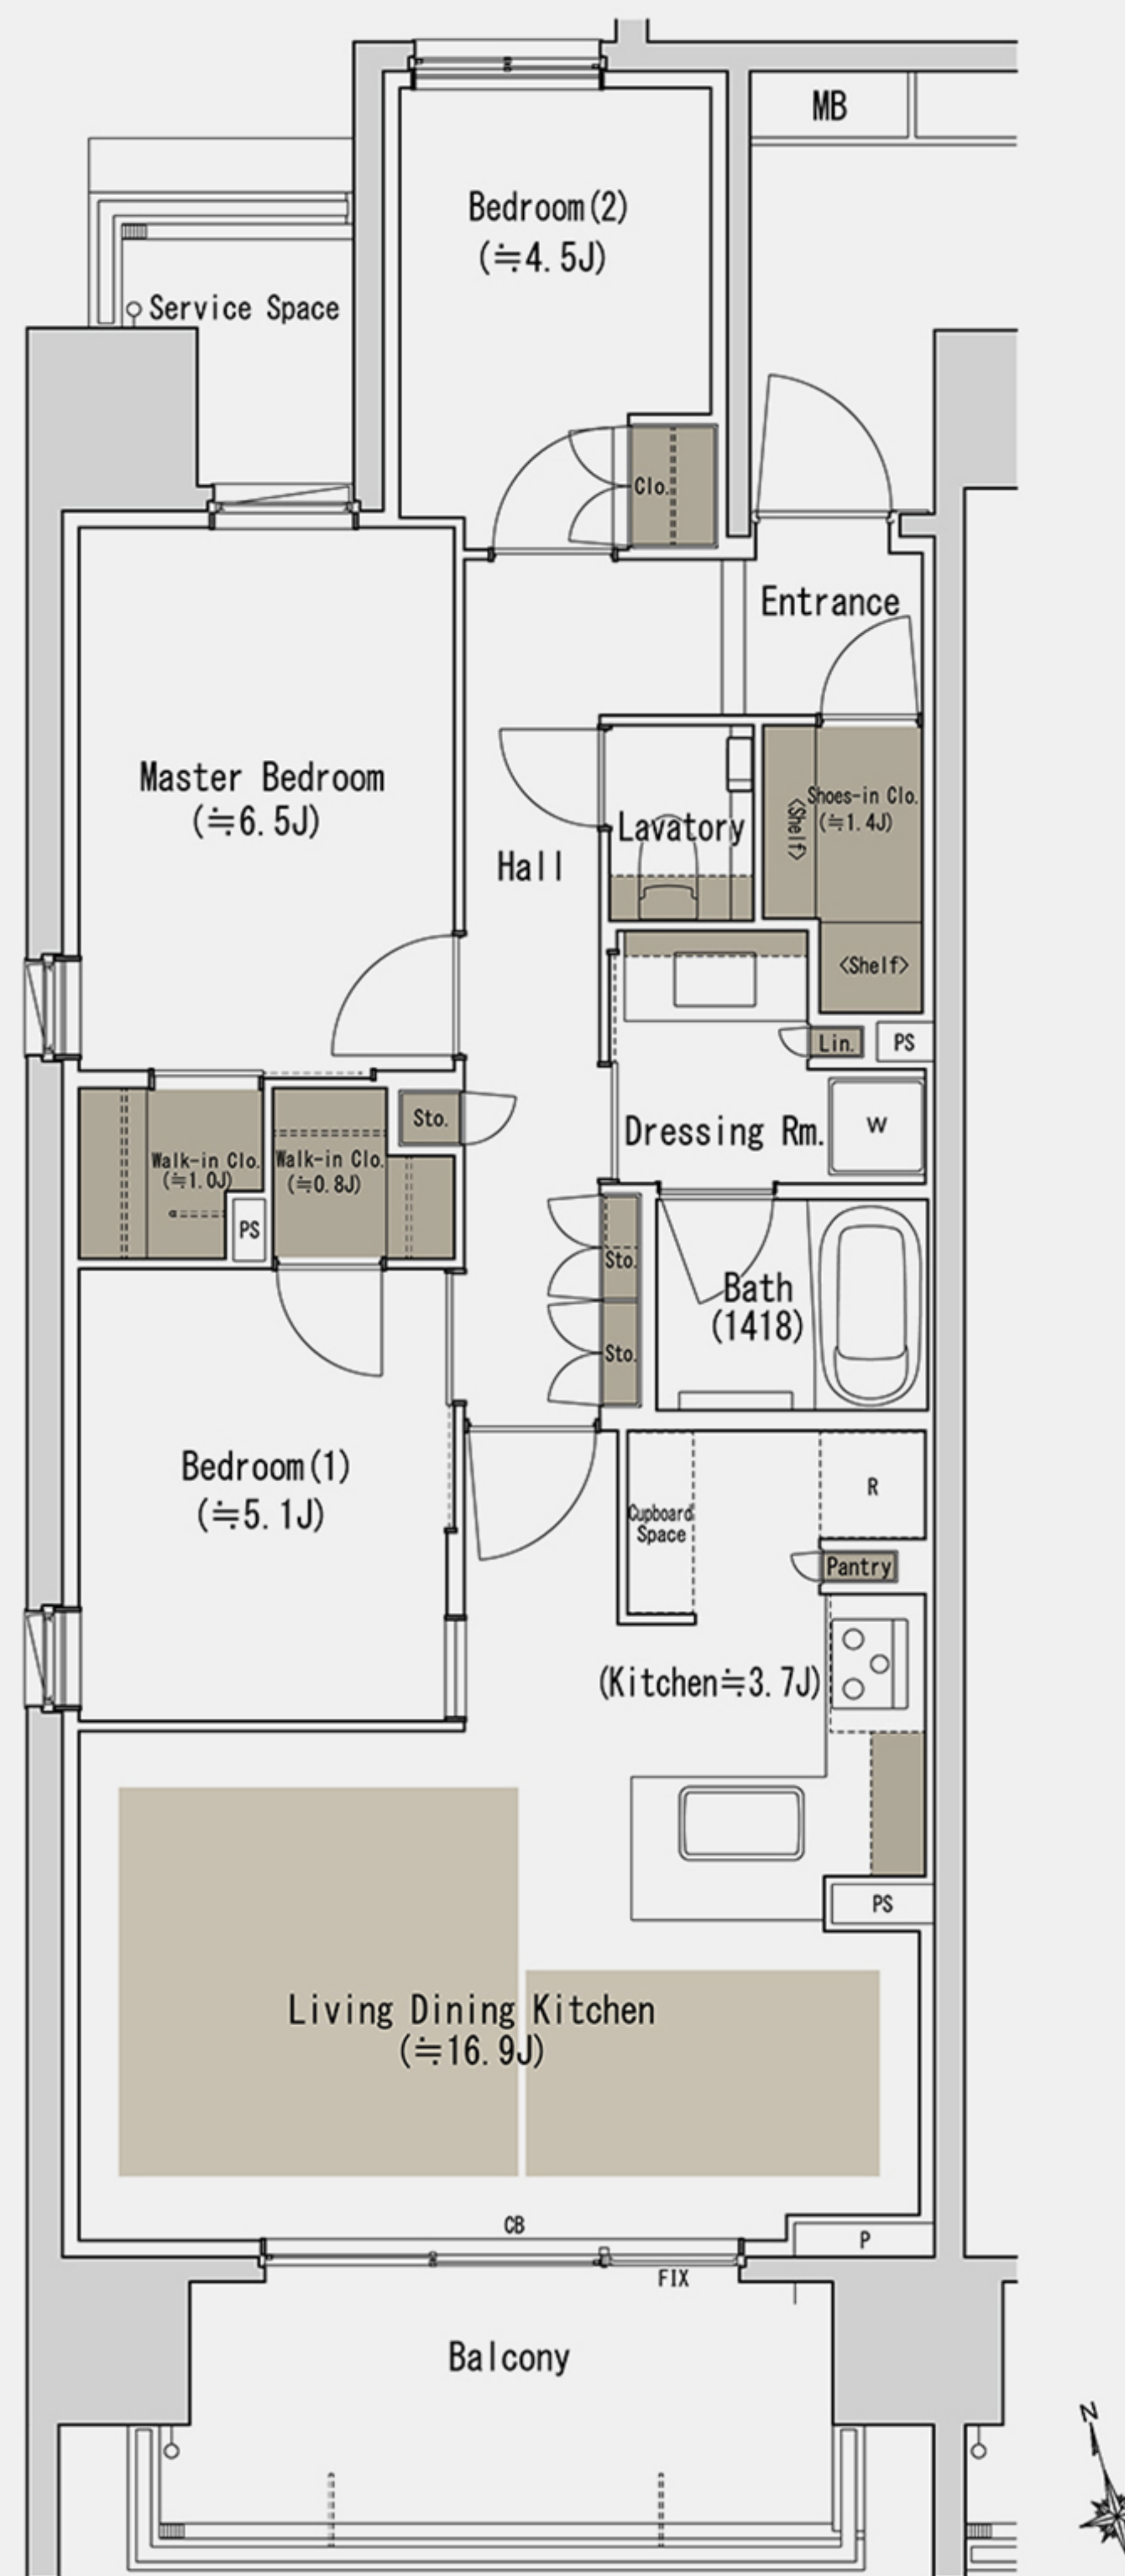 MB
Bedroom(2)
(≒4.5J)
Service Space
Clo.
Entrance
Master Bedroom
(≒6.5J)
Shoes-in Clo.
(≒1.4J)
<Shelf>
Lavatory
Hall
<Shelf>
Lin.
PS
Sto.
Dressing Rm.
W
Walk-in Clo.
(≒1.0J)
Walk-in Clo.
(≒0.8J)
PS
Sto.
Bath
(1418)
Sto.
Bedroom(1)
(≒5.1J)
R
Cupboard
Space
Pantry
(Kitchen≒3.7J)
PS
Living Dining Kitchen
(≒16.9J)
CB
P
FIX
Balcony
N